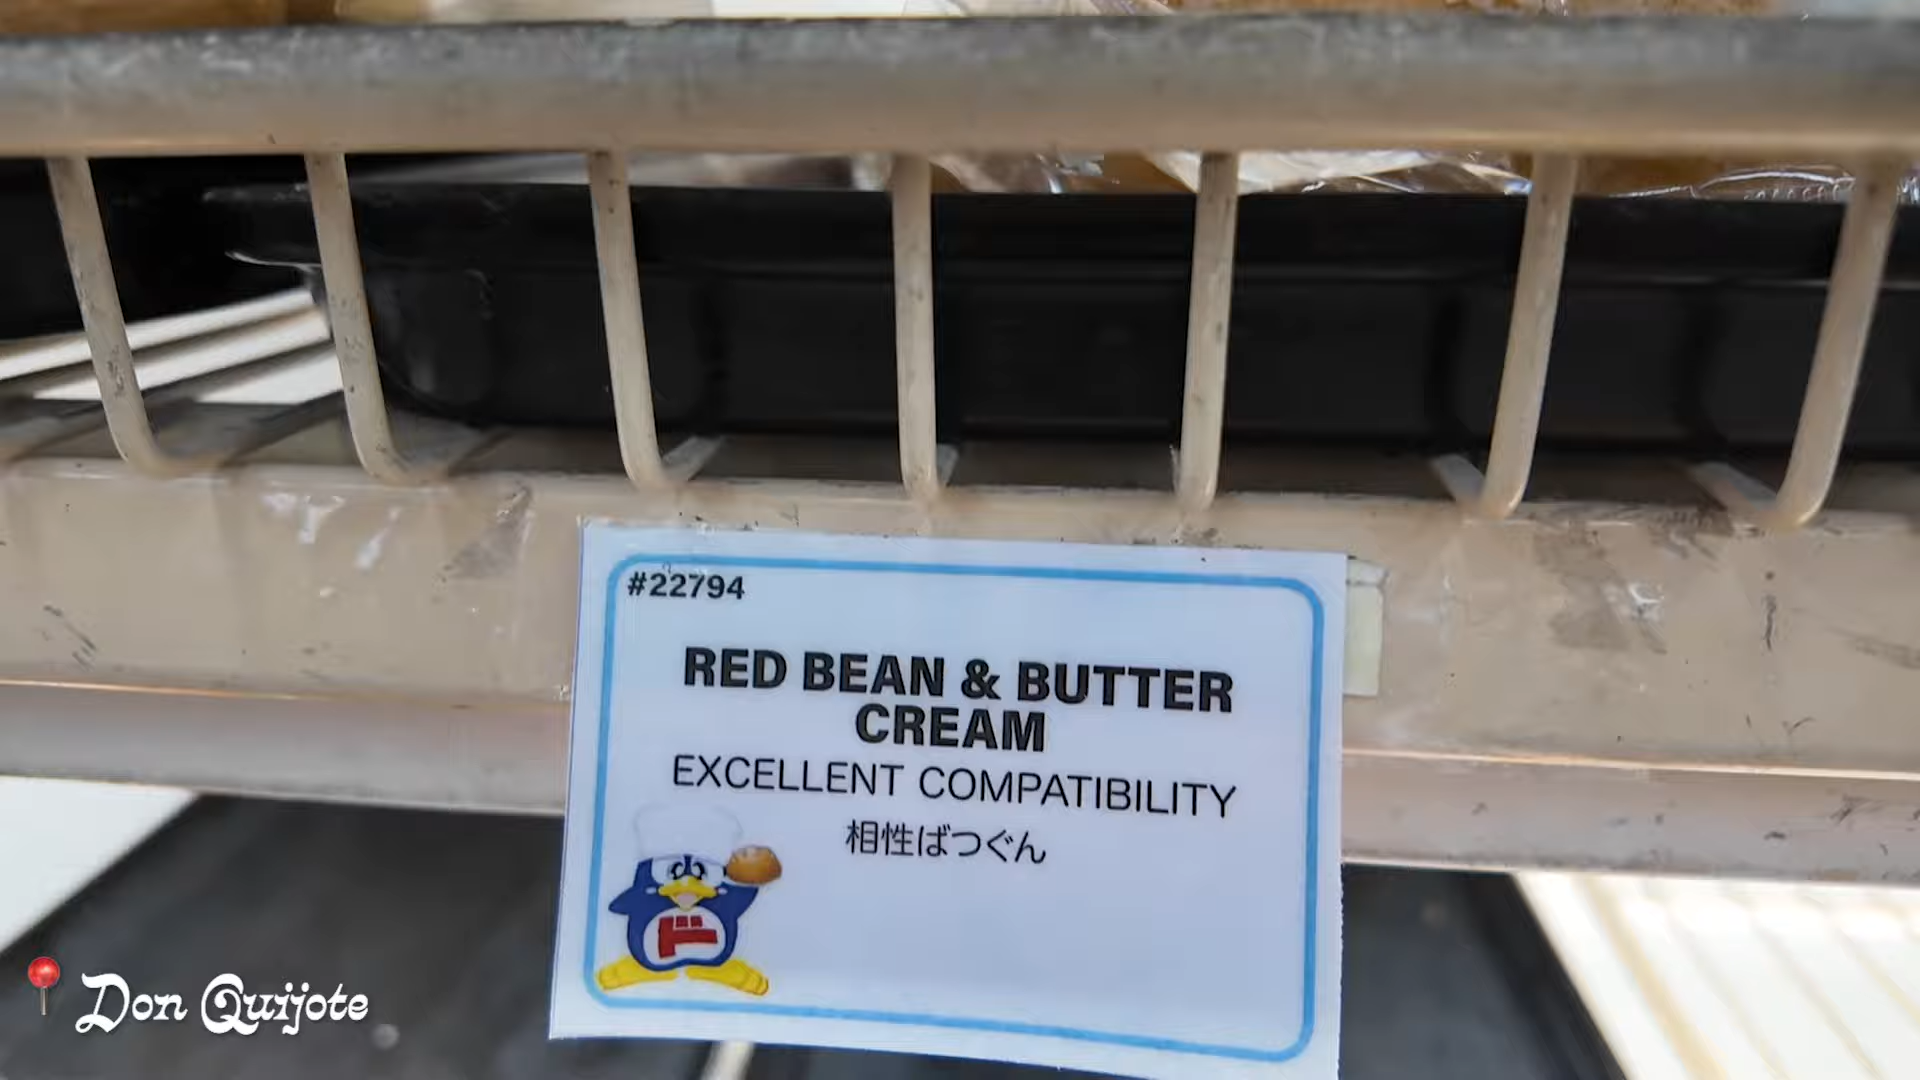 #22794
RED BEAN & BUTTER
CREAM
EXCELLENT COMPATIBILITY
相性ばつぐん
ド
Don Quijote